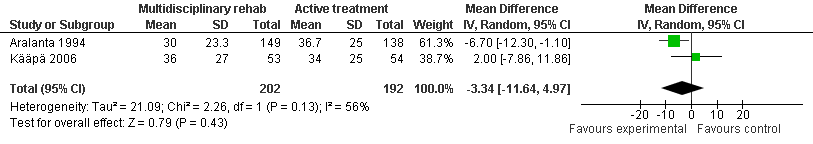 Multidisciplinary rehab Active treatment Mean Difference Mean Difference
Study or Subgroup Mean SD Total Mean SD Total Weight IV, Random, 95% CI IV, Random, 95% CI
Aralanta 1994 30 23.3 149 36.7 25 138 61.3% -6.70 [-12.30, -1.10]
Kääpä 2006 36 27 53 34 25 54 38.7% 2.00 [-7.86, 11.86]
Total (95% CI) 202 192 100.0% -3.34 [-11.64, 4.97]
Heterogeneity: Tau² = 21.09; Chi² = 2.26, df = 1 (P = 0.13); I² = 56%
Test for overall effect: Z = 0.79 (P = 0.43)
-20 -10 0 10 20
Favours experimental Favours control